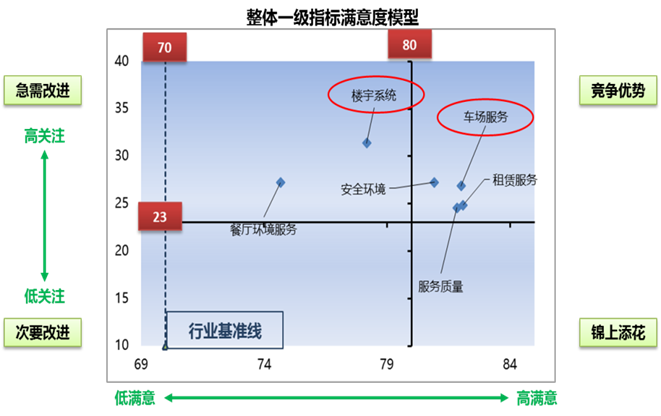 整体一级指标满意度模型
70
80
40
急需改进
楼宇系统
竞争优势
35
车场服务
高关注
30
安全环境
租赁服务
25
23
餐厅环境服务
20
服务质量
低关注
15
次要改进
行业基准线
锦上添花
10
69
74
79
84
低满意
高满意